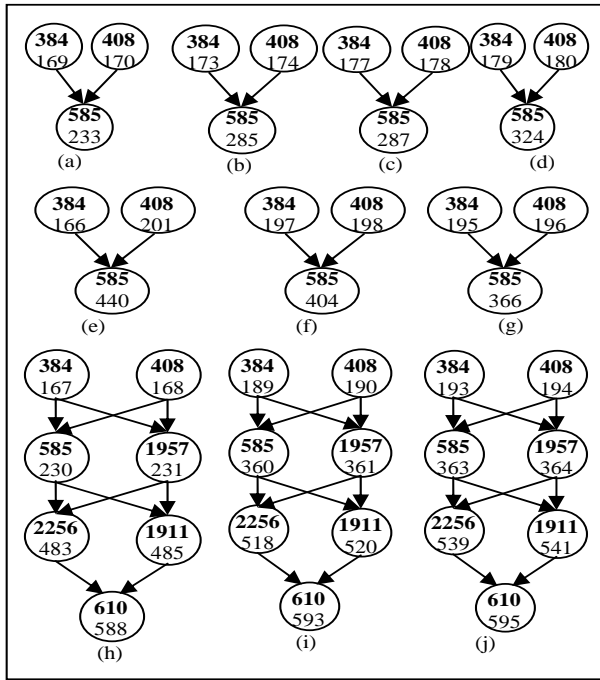 384 408 384 408 384 408 384 408
169 170 173 174 177 178 179 180
585 585 585 585
233 285 287 324
(a) (b) (c) (d)
384 408 384 408 384 408
166 201 197 198 195 196
585 585 585
440 404 366
(e) (f) (g)
384 408 384 408 384 408
167 168 189 190 193 194
585 1957 585 1957 585 1957
230 231 360 361 363 364
2256 1911 2256 1911 2256 1911
483 485 518 520 539 541
610 610 610
588 593 595
(h) (i) (j)